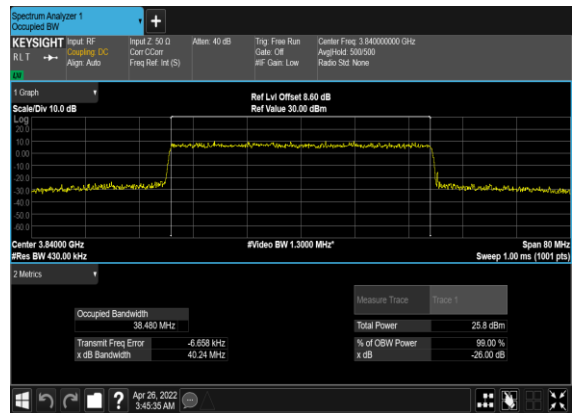 Spectrum Analyzer 1
Occupied BW
KEYSIGHT Input: RF Input Z: 50 Ω Atten: 40 dB Trig: Free Run Center Freq: 3.840000000 GHz
RLT Coupling: DC Corr CCorr Gate: Off Avg|Hold: 500/500
Align: Auto Freq Ref: Int (S) #IF Gain: Low Radio Std: None
LW
1 Graph Ref Lvl Offset 8.60 dB
Scale/Div 10.0 dB Ref Value 30.00 dBm
Log
20.0
10.0
0.00
-10.0
-20.0
-30.0
-40.0
-50.0
-60.0
Center 3.84000 GHz #Video BW 1.3000 MHz* Span 80 MHz
#Res BW 430.00 kHz Sweep 1.00 ms (1001 pts)
2 Metrics
Measure Trace Trace 1
Occupied Bandwidth
38.480 MHz Total Power 25.8 dBm
Transmit Freq Error -6.658 kHz % of OBW Power 99.00 %
x dB Bandwidth 40.24 MHz x dB -26.00 dB
? Apr 26, 2022
3:45:35 AM